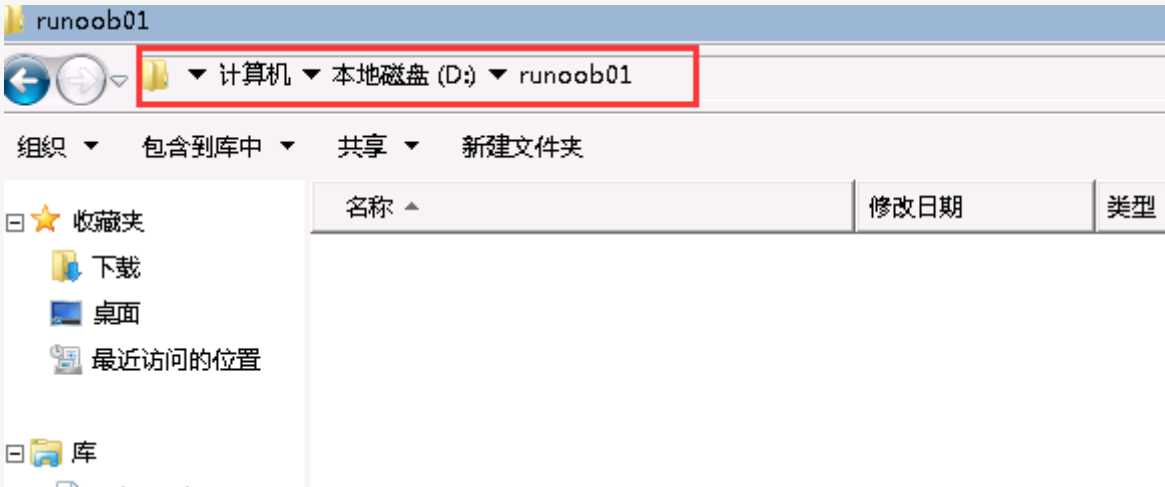 runoob01
计算机 本地磁盘 (D:) runoob01
组织 包含到库中 共享 新建文件夹
名称 修改日期 类型
收藏夹
下载
桌面
最近访问的位置
库